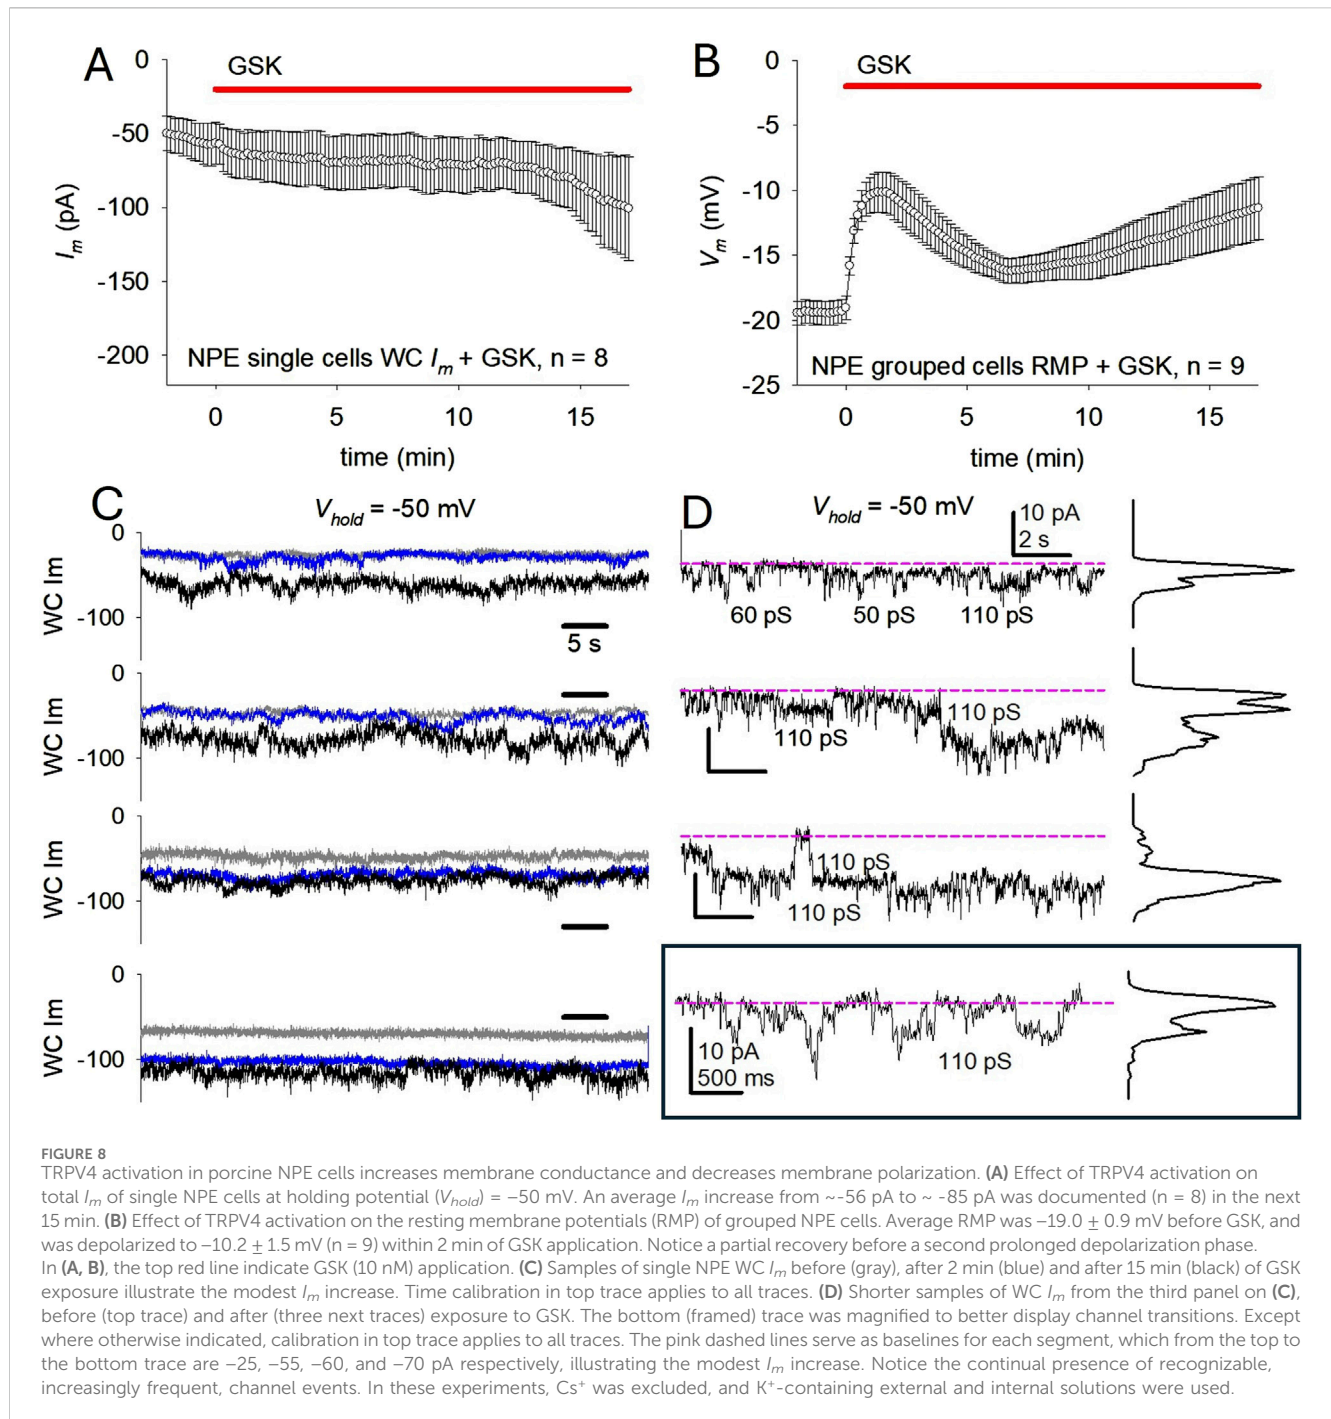 A
GSK
0
-50
-100
-150
-200
I_m (pA)
NPE single cells WC I_m + GSK, n = 8
0 5 10 15
time (min)
B
GSK
0
-5
-10
-15
-20
-25
V_m (mV)
NPE grouped cells RMP + GSK, n = 9
0 5 10 15
time (min)
C
V_hold = -50 mV
0
-100
WC Im
5 s
0
-100
WC Im
0
-100
WC Im
0
-100
WC Im
D
V_hold = -50 mV
10 pA
2 s
60 pS 50 pS 110 pS
110 pS
110 pS
110 pS
110 pS
10 pA
500 ms
110 pS
FIGURE 8
TRPV4 activation in porcine NPE cells increases membrane conductance and decreases membrane polarization. (A) Effect of TRPV4 activation on
total I_m of single NPE cells at holding potential (V_hold) = −50 mV. An average I_m increase from ~-56 pA to ~ -85 pA was documented (n = 8) in the next
15 min. (B) Effect of TRPV4 activation on the resting membrane potentials (RMP) of grouped NPE cells. Average RMP was −19.0 ± 0.9 mV before GSK, and
was depolarized to −10.2 ± 1.5 mV (n = 9) within 2 min of GSK application. Notice a partial recovery before a second prolonged depolarization phase.
In (A, B), the top red line indicate GSK (10 nM) application. (C) Samples of single NPE WC I_m before (gray), after 2 min (blue) and after 15 min (black) of GSK
exposure illustrate the modest I_m increase. Time calibration in top trace applies to all traces. (D) Shorter samples of WC I_m from the third panel on (C),
before (top trace) and after (three next traces) exposure to GSK. The bottom (framed) trace was magnified to better display channel transitions. Except
where otherwise indicated, calibration in top trace applies to all traces. The pink dashed lines serve as baselines for each segment, which from the top to
the bottom trace are −25, −55, −60, and −70 pA respectively, illustrating the modest I_m increase. Notice the continual presence of recognizable,
increasingly frequent, channel events. In these experiments, Cs⁺ was excluded, and K⁺-containing external and internal solutions were used.